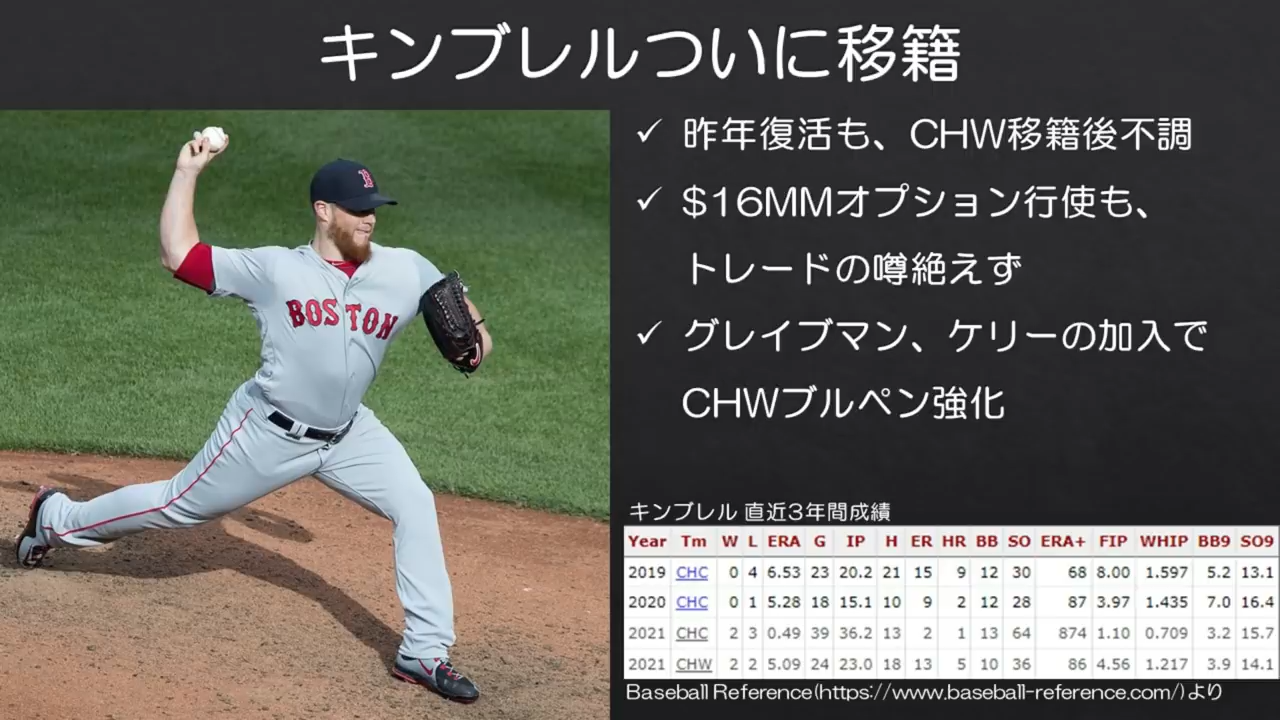 キンブレルついに移籍
✓ 昨年復活も、CHW移籍後不調
✓ $16MMオプション行使も、
トレードの噂絶えず
✓ グレイブマン、ケリーの加入で
CHWブルペン強化
BOSTON
B
キンブレル 直近3年間成績
Year Tm W L ERA G IP H ER HR BB SO ERA+ FIP WHIP BB9 SO9
2019 CHC 0 4 6.53 23 20.2 21 15 9 12 30 68 8.00 1.597 5.2 13.1
2020 CHC 0 1 5.28 18 15.1 10 9 2 12 28 87 3.97 1.435 7.0 16.4
2021 CHC 2 3 0.49 39 36.2 13 2 1 13 64 874 1.10 0.709 3.2 15.7
2021 CHW 2 2 5.09 24 23.0 18 13 5 10 36 86 4.56 1.217 3.9 14.1
Baseball Reference(https://www.baseball-reference.com/)より